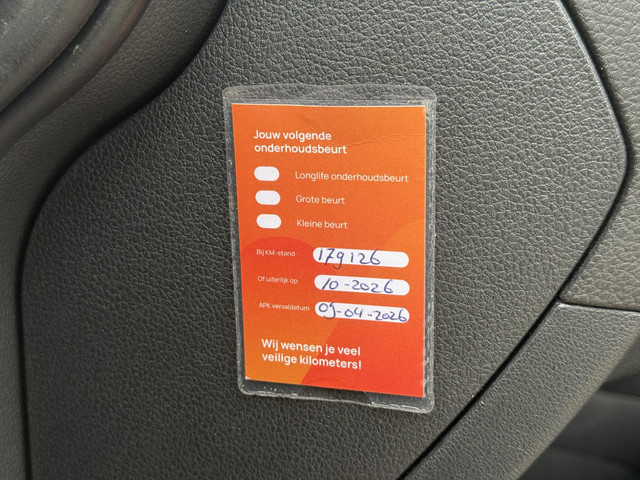 Jouw volgende
onderhoudsbeurt
Longlife onderhoudsbeurt
Grote beurt
Kleine beurt
Bij KM-stand 179126
Of uiterlijk op 10-2026
APK vervaldatum 09-04-2026
Wij wensen je veel
veilige kilometers!